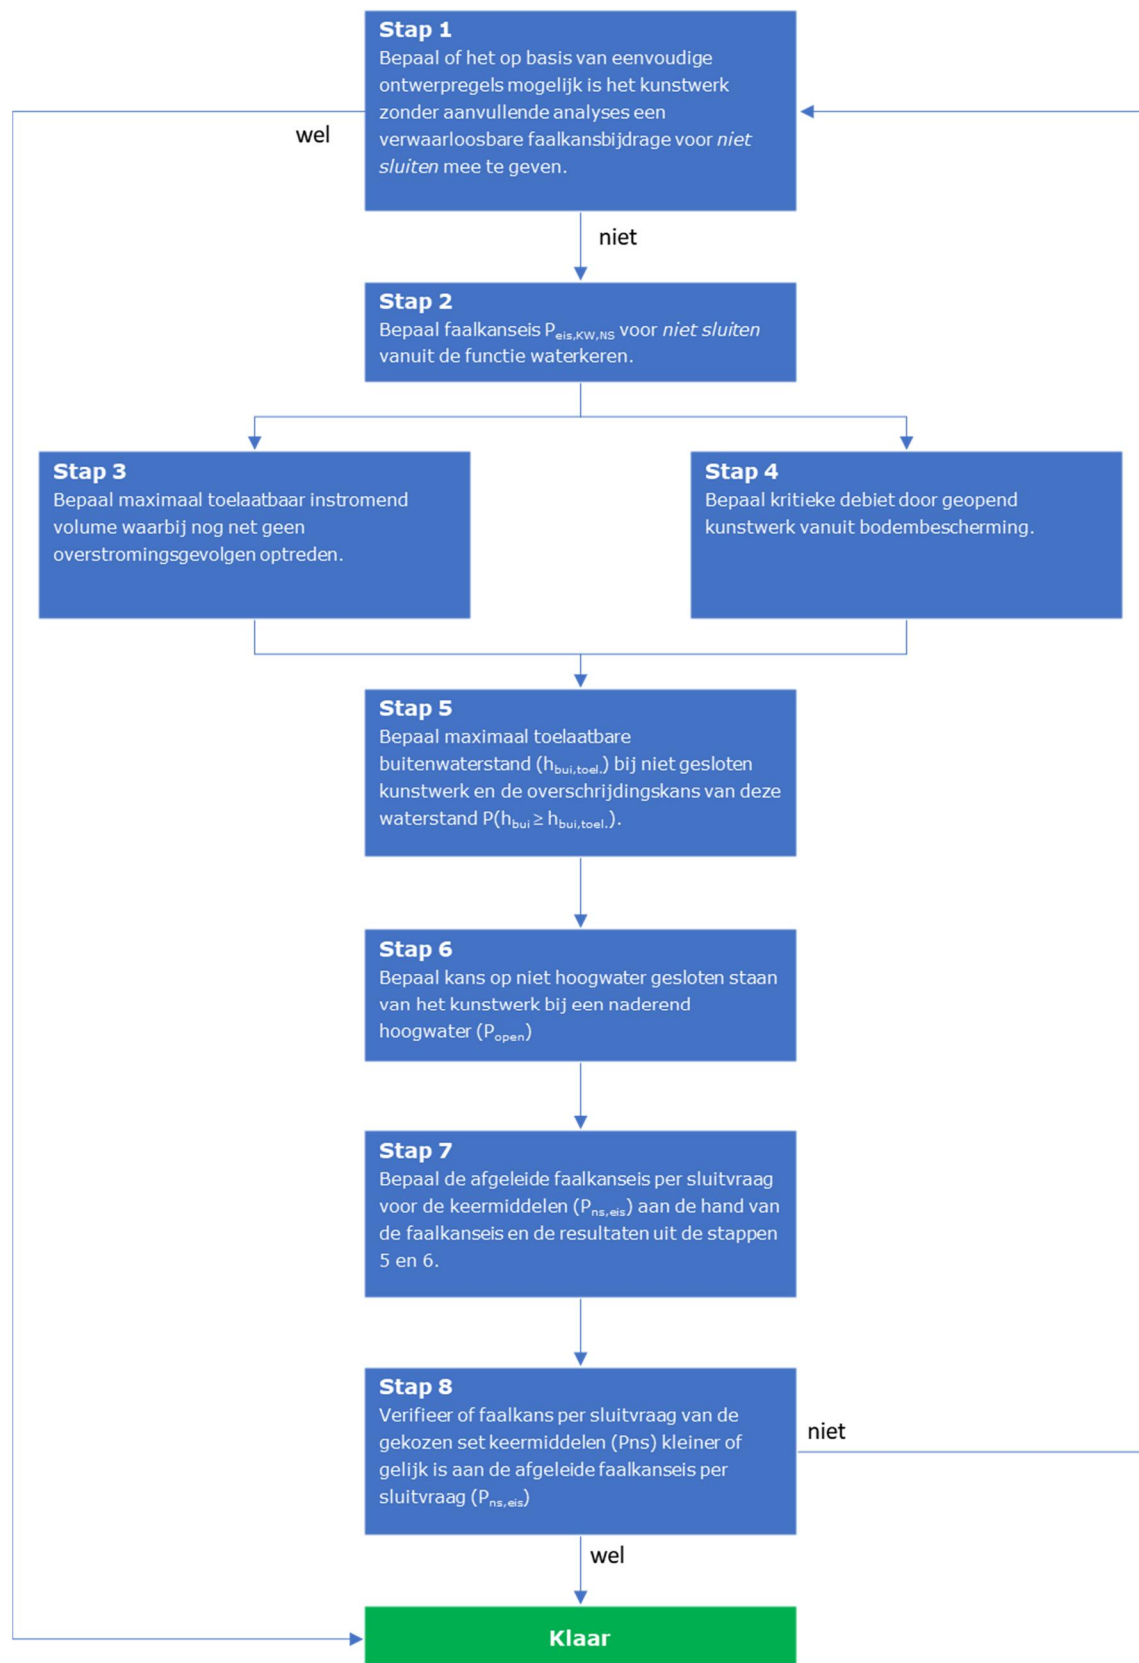 Stap 1
Bepaal of het op basis van eenvoudige
ontwerpregels mogelijk is het kunstwerk
zonder aanvullende analyses een
verwaarloosbare faalkansbijdrage voor niet
sluiten mee te geven.
wel
niet
Stap 2
Bepaal faalkanseis Peis,KW,NS voor niet sluiten
vanuit de functie waterkeren.
Stap 3
Bepaal maximaal toelaatbaar instromend
volume waarbij nog net geen
overstromingsgevolgen optreden.
Stap 4
Bepaal kritieke debiet door geopend
kunstwerk vanuit bodembescherming.
Stap 5
Bepaal maximaal toelaatbare
buitenwaterstand (hbui,toel.) bij niet gesloten
kunstwerk en de overschrijdingskans van deze
waterstand P(hbui ≥ hbui,toel.).
Stap 6
Bepaal kans op niet hoogwater gesloten staan
van het kunstwerk bij een naderend
hoogwater (Popen)
Stap 7
Bepaal de afgeleide faalkanseis per sluitvraag
voor de keermiddelen (Pns,eis) aan de hand van
de faalkanseis en de resultaten uit de stappen
5 en 6.
Stap 8
Verifieer of faalkans per sluitvraag van de
gekozen set keermiddelen (Pns) kleiner of
gelijk is aan de afgeleide faalkanseis per
sluitvraag (Pns,eis)
niet
wel
Klaar